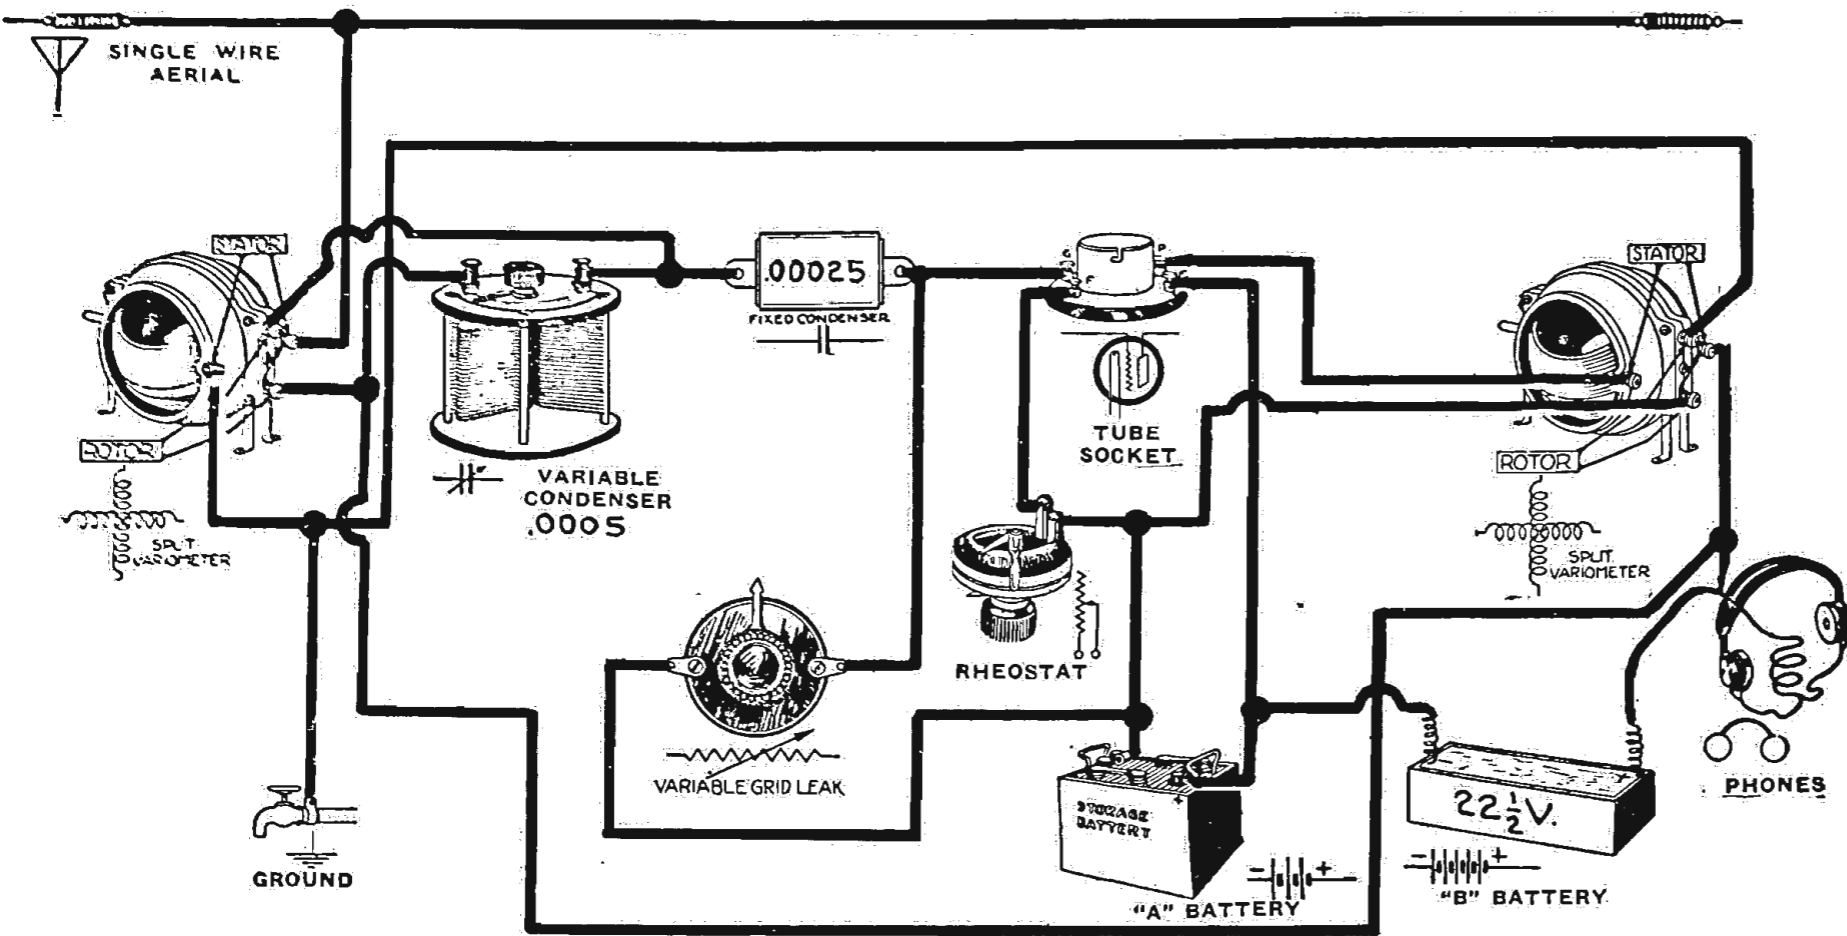 SINGLE WIRE
AERIAL
STATOR
ROTOR
SPLIT
VARIOMETER
VARIABLE
CONDENSER
.0005
.00025
FIXED CONDENSER
G
P
F
TUBE
SOCKET
RHEOSTAT
VARIABLE GRID LEAK
GROUND
STORAGE
BATTERY
+
- +
"A" BATTERY
STATOR
ROTOR
SPLIT
VARIOMETER
22½V.
- +
"B" BATTERY
PHONES